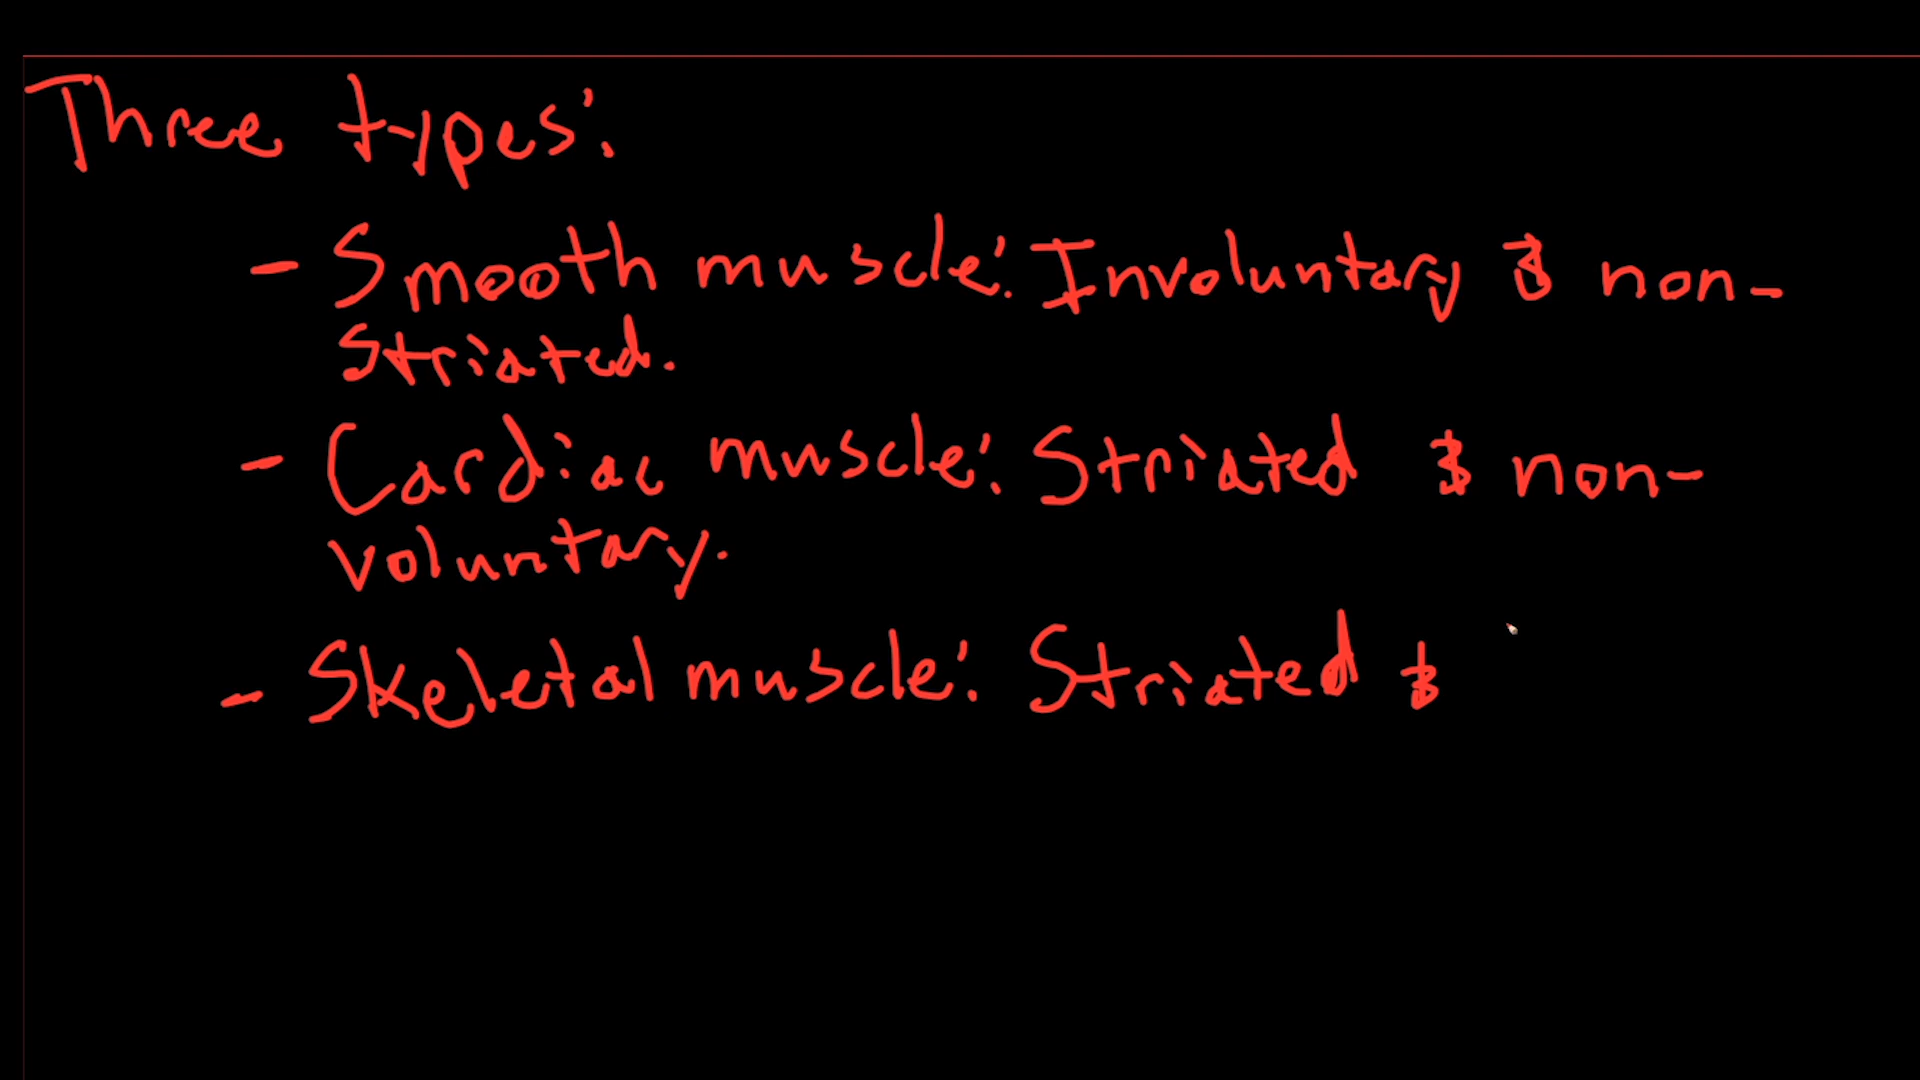 Three types:
- Smooth muscle: Involuntary & non-
striated.
- Cardiac muscle: Striated & non-
voluntary.
- Skeletal muscle: Striated &